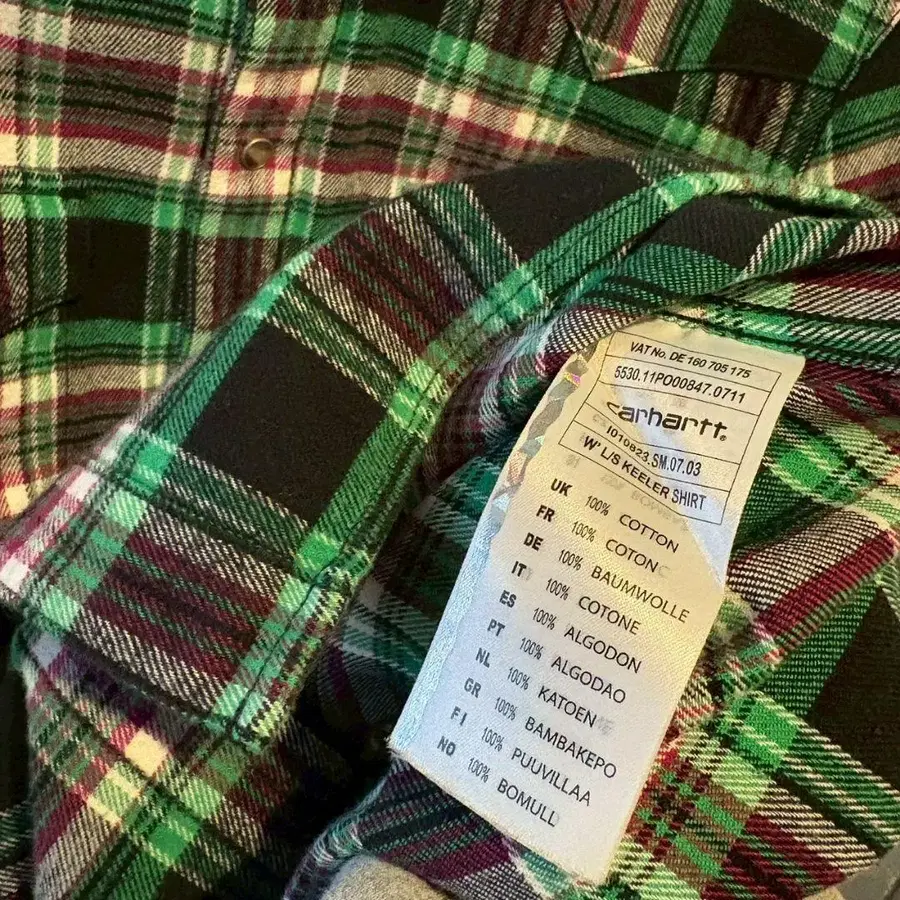 VAT No. DE 160 705 175
5530.11PO00847.0711
carhartt®
I010823.SM.07.03
W' L/S KEELER SHIRT
UK 100% COTTON
FR 100% COTON
DE 100% BAUMWOLLE
IT 100% COTONE
ES 100% ALGODON
PT 100% ALGODAO
NL 100% KATOEN
GR 100% BAMBAKEPO
FI 100% PUUVILLAA
NO 100% BOMULL